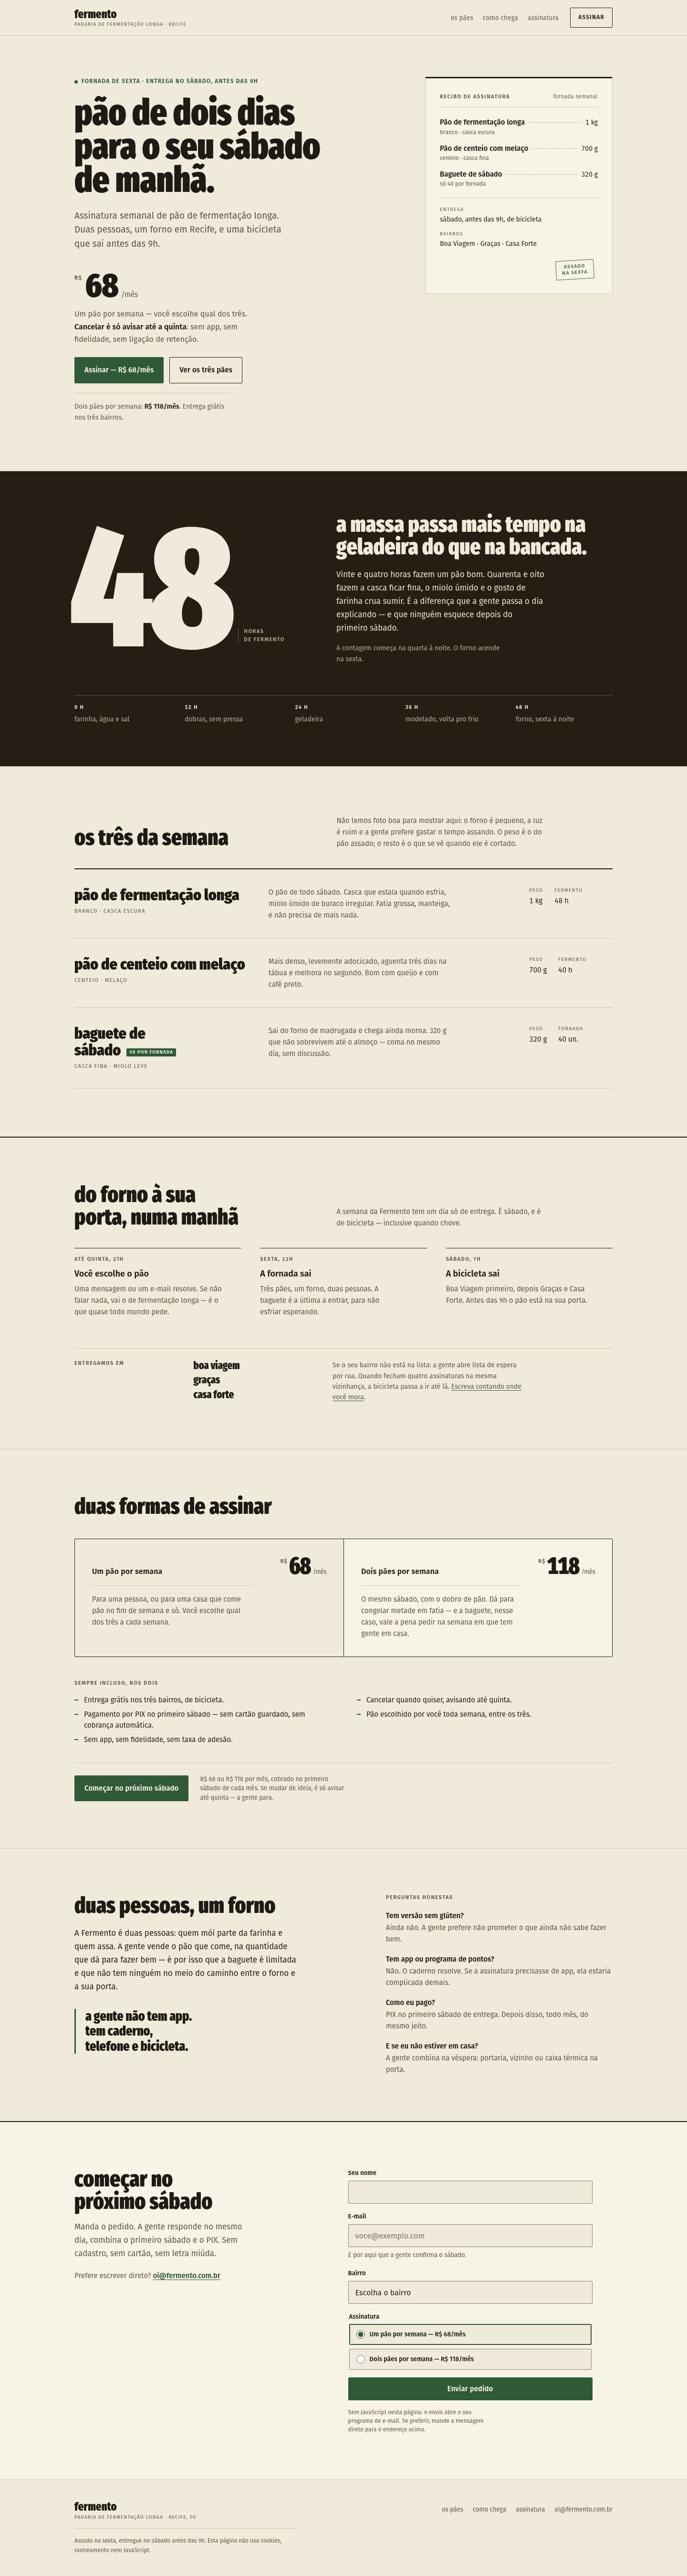 fermento
PADARIA DE FERMENTAÇÃO LONGA · RECIFE
os pães
como chega
assinatura
ASSINAR
FORNADA DE SEXTA · ENTREGA NO SÁBADO, ANTES DAS 9H
pão de dois dias
para o seu sábado
de manhã.
Assinatura semanal de pão de fermentação longa.
Duas pessoas, um forno em Recife, e uma bicicleta
que sai antes das 9h.
R$ 68 /mês
Um pão por semana — você escolhe qual dos três.
Cancelar é só avisar até a quinta: sem app, sem
fidelidade, sem ligação de retenção.
Assinar — R$ 68/mês
Ver os três pães
Dois pães por semana: R$ 118/mês. Entrega grátis
nos três bairros.
RECIBO DE ASSINATURA
fornada semanal
Pão de fermentação longa 1 kg
branco · casca escura
Pão de centeio com melaço 700 g
centeio · casca fina
Baguete de sábado 320 g
só 40 por fornada
ENTREGA
sábado, antes das 9h, de bicicleta
BAIRROS
Boa Viagem · Graças · Casa Forte
ASSADO
NA SEXTA
48
HORAS
DE FERMENTO
a massa passa mais tempo na
geladeira do que na bancada.
Vinte e quatro horas fazem um pão bom. Quarenta e oito
fazem a casca ficar fina, o miolo úmido e o gosto de
farinha crua sumir. É a diferença que a gente passa o dia
explicando — e que ninguém esquece depois do
primeiro sábado.
A contagem começa na quarta à noite. O forno acende
na sexta.
0 H
farinha, água e sal
12 H
dobras, sem pressa
24 H
geladeira
36 H
modelado, volta pro frio
48 H
forno, sexta à noite
os três da semana
Não temos foto boa para mostrar aqui: o forno é pequeno, a luz
é ruim e a gente prefere gastar o tempo assando. O peso é o do
pão assado; o resto é o que se vê quando ele é cortado.
pão de fermentação longa
BRANCO · CASCA ESCURA
O pão de todo sábado. Casca que estala quando esfria,
miolo úmido de buraco irregular. Fatia grossa, manteiga,
e não precisa de mais nada.
PESO
1 kg
FERMENTO
48 h
pão de centeio com melaço
CENTEIO · MELAÇO
Mais denso, levemente adocicado, aguenta três dias na
tábua e melhora no segundo. Bom com queijo e com
café preto.
PESO
700 g
FERMENTO
40 h
baguete de
sábado 40 POR FORNADA
CASCA FINA · MIOLO LEVE
Sai do forno de madrugada e chega ainda morna. 320 g
que não sobrevivem até o almoço — coma no mesmo
dia, sem discussão.
PESO
320 g
FORNADA
40 un.
do forno à sua
porta, numa manhã
A semana da Fermento tem um dia só de entrega. É sábado, e é
de bicicleta — inclusive quando chove.
ATÉ QUINTA, 21H
Você escolhe o pão
Uma mensagem ou um e-mail resolve. Se não
falar nada, vai o de fermentação longa — é o
que quase todo mundo pede.
SEXTA, 22H
A fornada sai
Três pães, um forno, duas pessoas. A
baguete é a última a entrar, para não
esfriar esperando.
SÁBADO, 7H
A bicicleta sai
Boa Viagem primeiro, depois Graças e Casa
Forte. Antes das 9h o pão está na sua porta.
ENTREGAMOS EM
boa viagem
graças
casa forte
Se o seu bairro não está na lista: a gente abre lista de espera
por rua. Quando fecham quatro assinaturas na mesma
vizinhança, a bicicleta passa a ir até lá. Escreva contando onde
você mora.
duas formas de assinar
Um pão por semana
R$ 68 /mês
Para uma pessoa, ou para uma casa que come
pão no fim de semana e só. Você escolhe qual
dos três a cada semana.
Dois pães por semana
R$ 118 /mês
O mesmo sábado, com o dobro de pão. Dá para
congelar metade em fatia — e a baguete, nesse
caso, vale a pena pedir na semana em que tem
gente em casa.
SEMPRE INCLUSO, NOS DOIS
– Entrega grátis nos três bairros, de bicicleta.
– Pagamento por PIX no primeiro sábado — sem cartão guardado, sem
cobrança automática.
– Sem app, sem fidelidade, sem taxa de adesão.
– Cancelar quando quiser, avisando até quinta.
– Pão escolhido por você toda semana, entre os três.
Começar no próximo sábado
R$ 68 ou R$ 118 por mês, cobrado no primeiro
sábado de cada mês. Se mudar de ideia, é só avisar
até quinta — a gente para.
duas pessoas, um forno
A Fermento é duas pessoas: quem mói parte da farinha e
quem assa. A gente vende o pão que come, na quantidade
que dá para fazer bem — é por isso que a baguete é limitada
e que não tem ninguém no meio do caminho entre o forno e
a sua porta.
a gente não tem app.
tem caderno,
telefone e bicicleta.
PERGUNTAS HONESTAS
Tem versão sem glúten?
Ainda não. A gente prefere não prometer o que ainda não sabe fazer
bem.
Tem app ou programa de pontos?
Não. O caderno resolve. Se a assinatura precisasse de app, ela estaria
complicada demais.
Como eu pago?
PIX no primeiro sábado de entrega. Depois disso, todo mês, do
mesmo jeito.
E se eu não estiver em casa?
A gente combina na véspera: portaria, vizinho ou caixa térmica na
porta.
começar no
próximo sábado
Manda o pedido. A gente responde no mesmo
dia, combina o primeiro sábado e o PIX. Sem
cadastro, sem cartão, sem letra miúda.
Prefere escrever direto? oi@fermento.com.br
Seu nome
E-mail
voce@exemplo.com
É por aqui que a gente confirma o sábado.
Bairro
Escolha o bairro
Assinatura
Um pão por semana — R$ 68/mês
Dois pães por semana — R$ 118/mês
Enviar pedido
Sem JavaScript nesta página: o envio abre o seu
programa de e-mail. Se preferir, mande a mensagem
direto para o endereço acima.
fermento
PADARIA DE FERMENTAÇÃO LONGA · RECIFE, PE
os pães
como chega
assinatura
oi@fermento.com.br
Assado na sexta, entregue no sábado antes das 9h. Esta página não usa cookies,
rastreamento nem JavaScript.